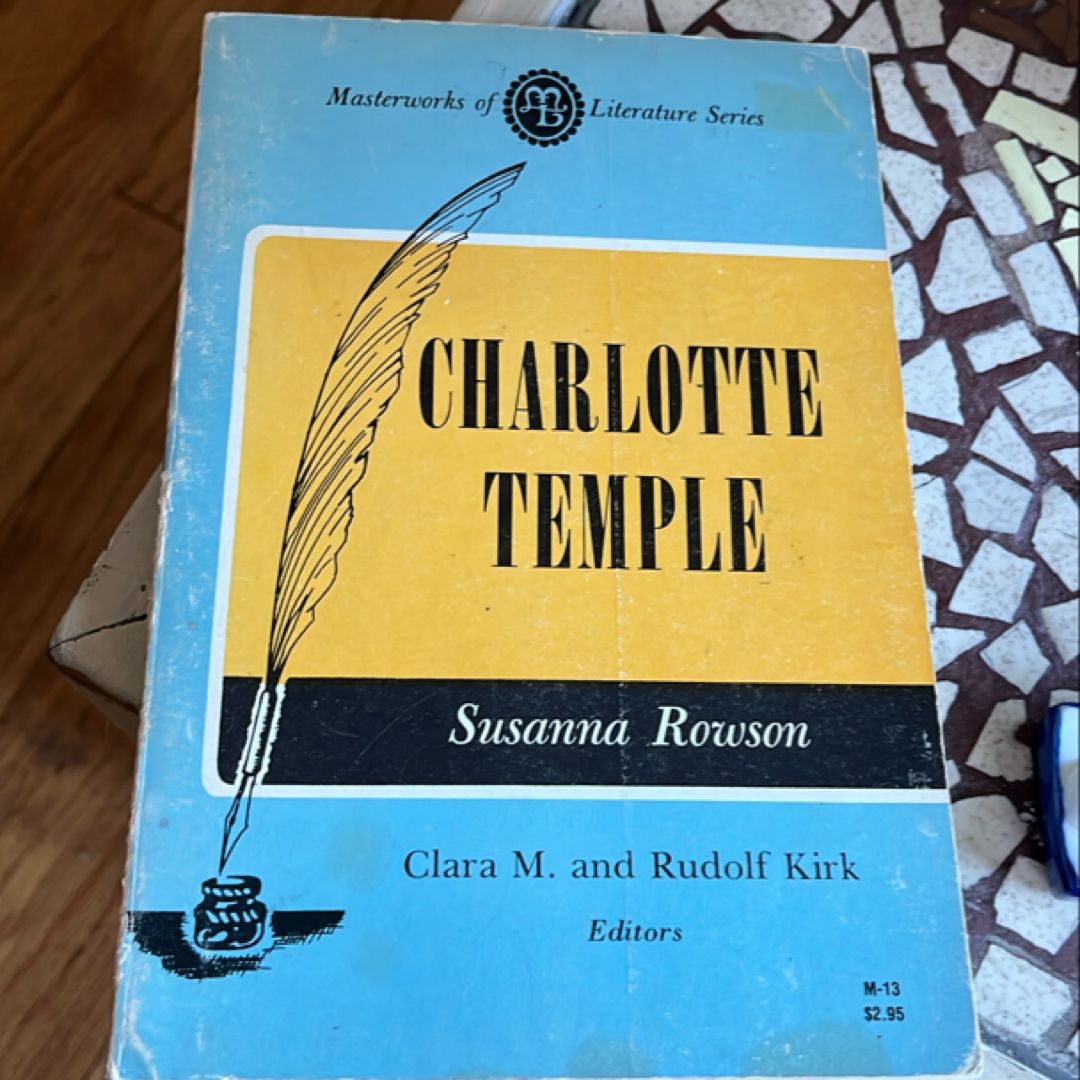 Masterworks of Literature Series
CHARLOTTE
TEMPLE
Susanna Rowson
Clara M. and Rudolf Kirk
Editors
M-13
$2.95